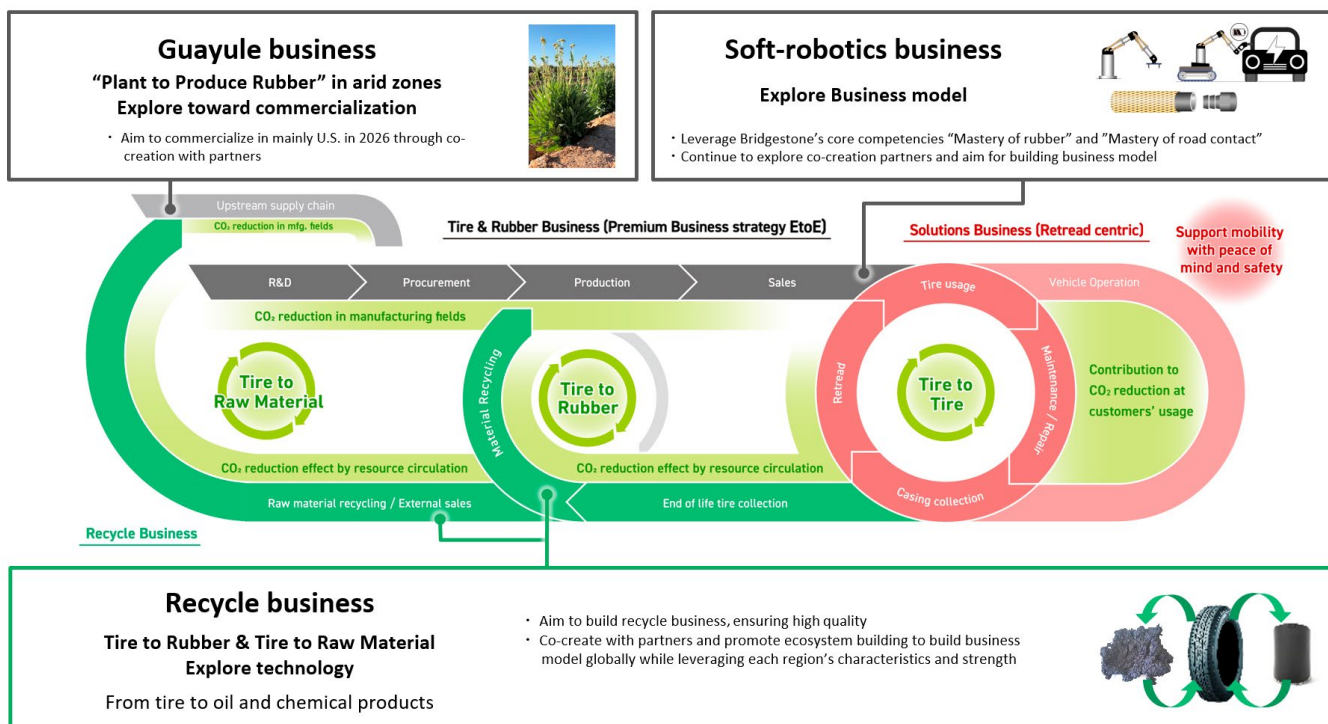 Guayule business
“Plant to Produce Rubber” in arid zones
Explore toward commercialization
・ Aim to commercialize in mainly U.S. in 2026 through co-
creation with partners
Soft-robotics business
Explore Business model
・ Leverage Bridgestone’s core competencies “Mastery of rubber” and ”Mastery of road contact”
・ Continue to explore co-creation partners and aim for building business model
Upstream supply chain
CO₂ reduction in mfg. fields
Tire & Rubber Business (Premium Business strategy EtoE)
Solutions Business (Retread centric)
Support mobility
with peace of
mind and safety
R&D
Procurement
Production
Sales
Tire usage
Vehicle Operation
CO₂ reduction in manufacturing fields
Tire to
Raw Material
Material Recycling
Tire to
Rubber
Retread
Tire to
Tire
Maintenance / Repair
Contribution to
CO₂ reduction at
customers’ usage
CO₂ reduction effect by resource circulation
CO₂ reduction effect by resource circulation
Raw material recycling / External sales
End of life tire collection
Casing collection
Recycle Business
Recycle business
Tire to Rubber & Tire to Raw Material
Explore technology
From tire to oil and chemical products
・ Aim to build recycle business, ensuring high quality
・ Co-create with partners and promote ecosystem building to build business
model globally while leveraging each region’s characteristics and strength